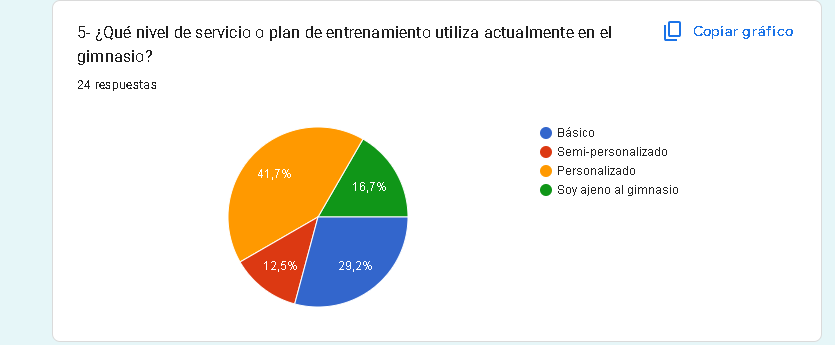 5- ¿Qué nivel de servicio o plan de entrenamiento utiliza actualmente en el
gimnasio?
Copiar gráfico
24 respuestas
Básico
Semi-personalizado
Personalizado
Soy ajeno al gimnasio
41,7%
16,7%
12,5%
29,2%